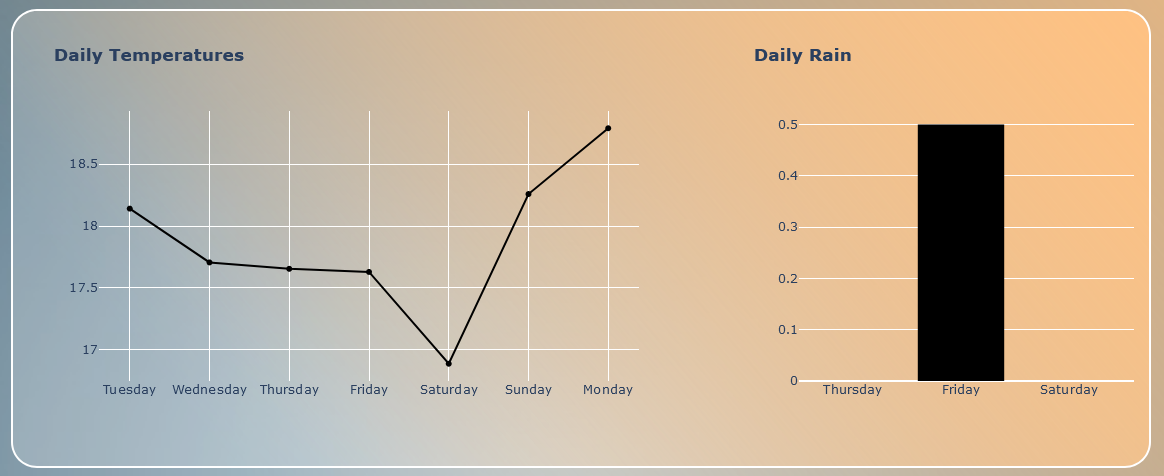 Daily Temperatures
18.5
18
17.5
17
Tuesday Wednesday Thursday Friday Saturday Sunday Monday
Daily Rain
0.5
0.4
0.3
0.2
0.1
0
Thursday Friday Saturday